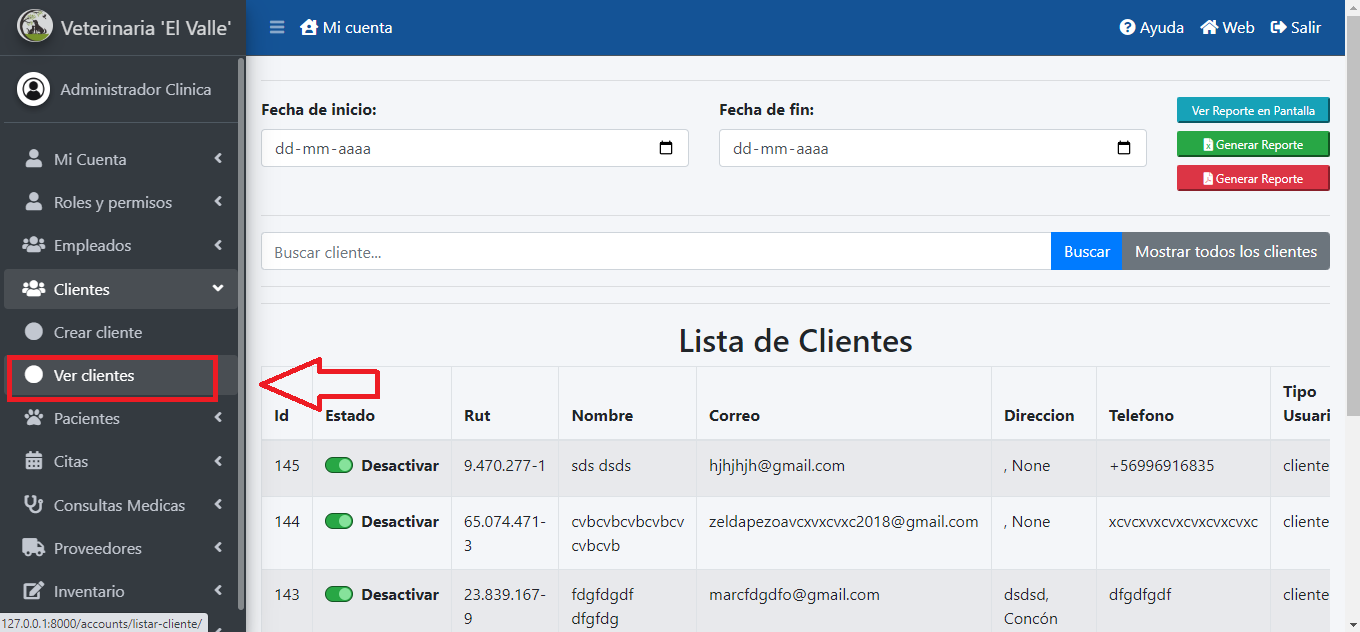 Veterinaria 'El Valle'
Mi cuenta
Ayuda
Web
Salir
Administrador Clinica
Mi Cuenta
Roles y permisos
Empleados
Clientes
Crear cliente
Ver clientes
Pacientes
Citas
Consultas Medicas
Proveedores
Inventario
127.0.0.1:8000/accounts/listar-cliente/
Fecha de inicio:
dd-mm-aaaa
Fecha de fin:
dd-mm-aaaa
Ver Reporte en Pantalla
Generar Reporte
Generar Reporte
Buscar cliente...
Buscar
Mostrar todos los clientes
Lista de Clientes
Id Estado Rut Nombre Correo Direccion Telefono Tipo
Usuari
145 Desactivar 9.470.277-1 sds dsds hjhjhjh@gmail.com , None +56996916835 cliente
144 Desactivar 65.074.471- cvbcvbcvbcvbcv zeldapezoavcxvxcvxc2018@gmail.com , None xcvcxvxcvxcvxcvxcvxc cliente
3 cvbcvb
143 Desactivar 23.839.167- fdgfdgdf marcfdgdfo@gmail.com dsdsd, dfgdfgdf cliente
9 dfgfdg Concón